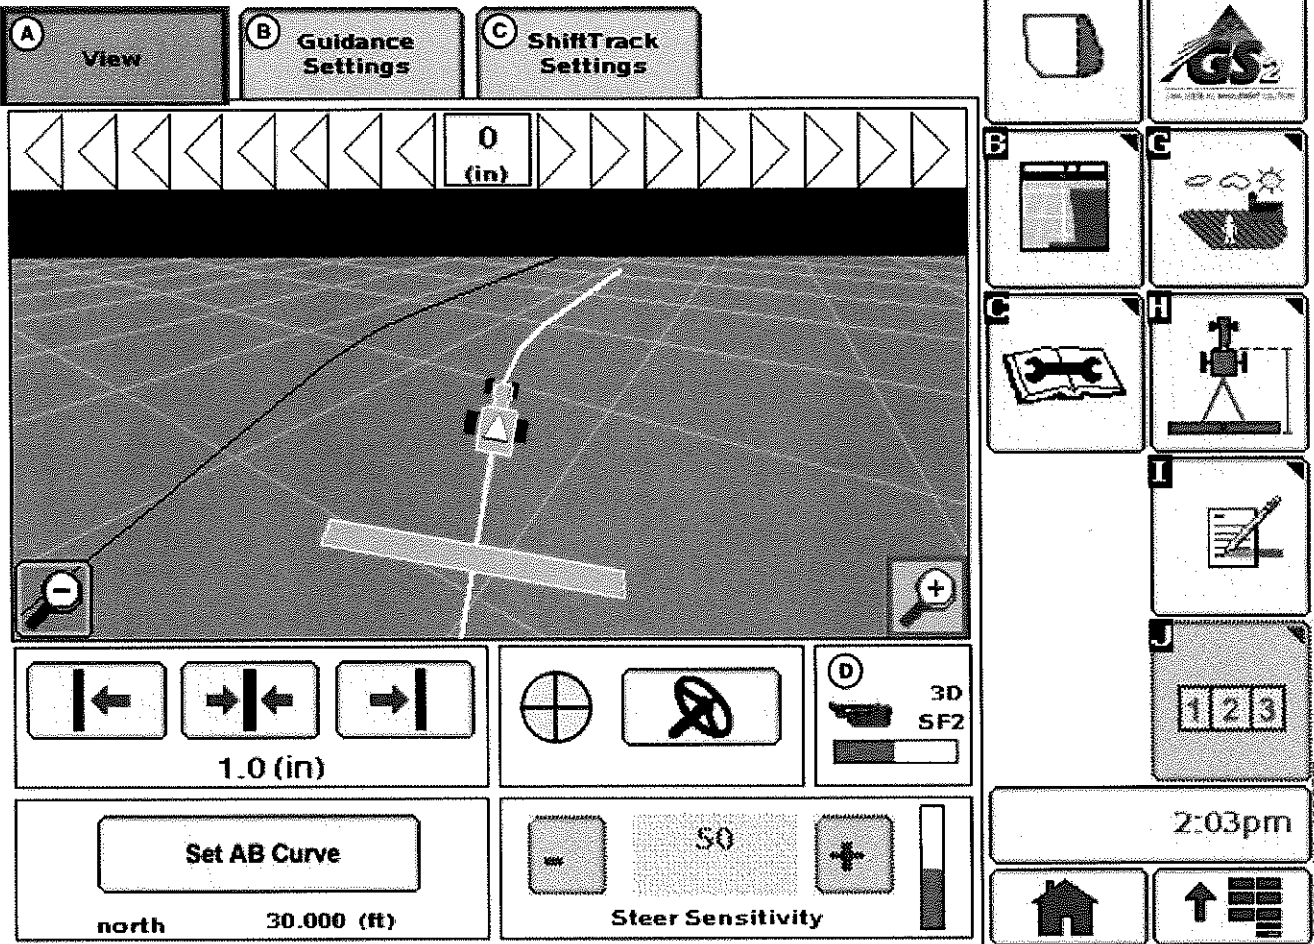 A
View
B
Guidance
Settings
C
ShiftTrack
Settings
GS2
0
(in)
B
G
C
H
I
J
1 2 3
1.0 (in)
D
3D
SF2
Set AB Curve
north
30.000 (ft)
-
50
+
Steer Sensitivity
2:03pm